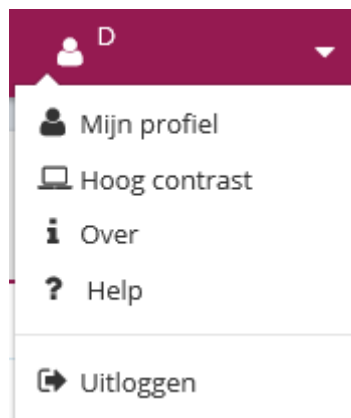 D
Mijn profiel
Hoog contrast
Over
Help
Uitloggen